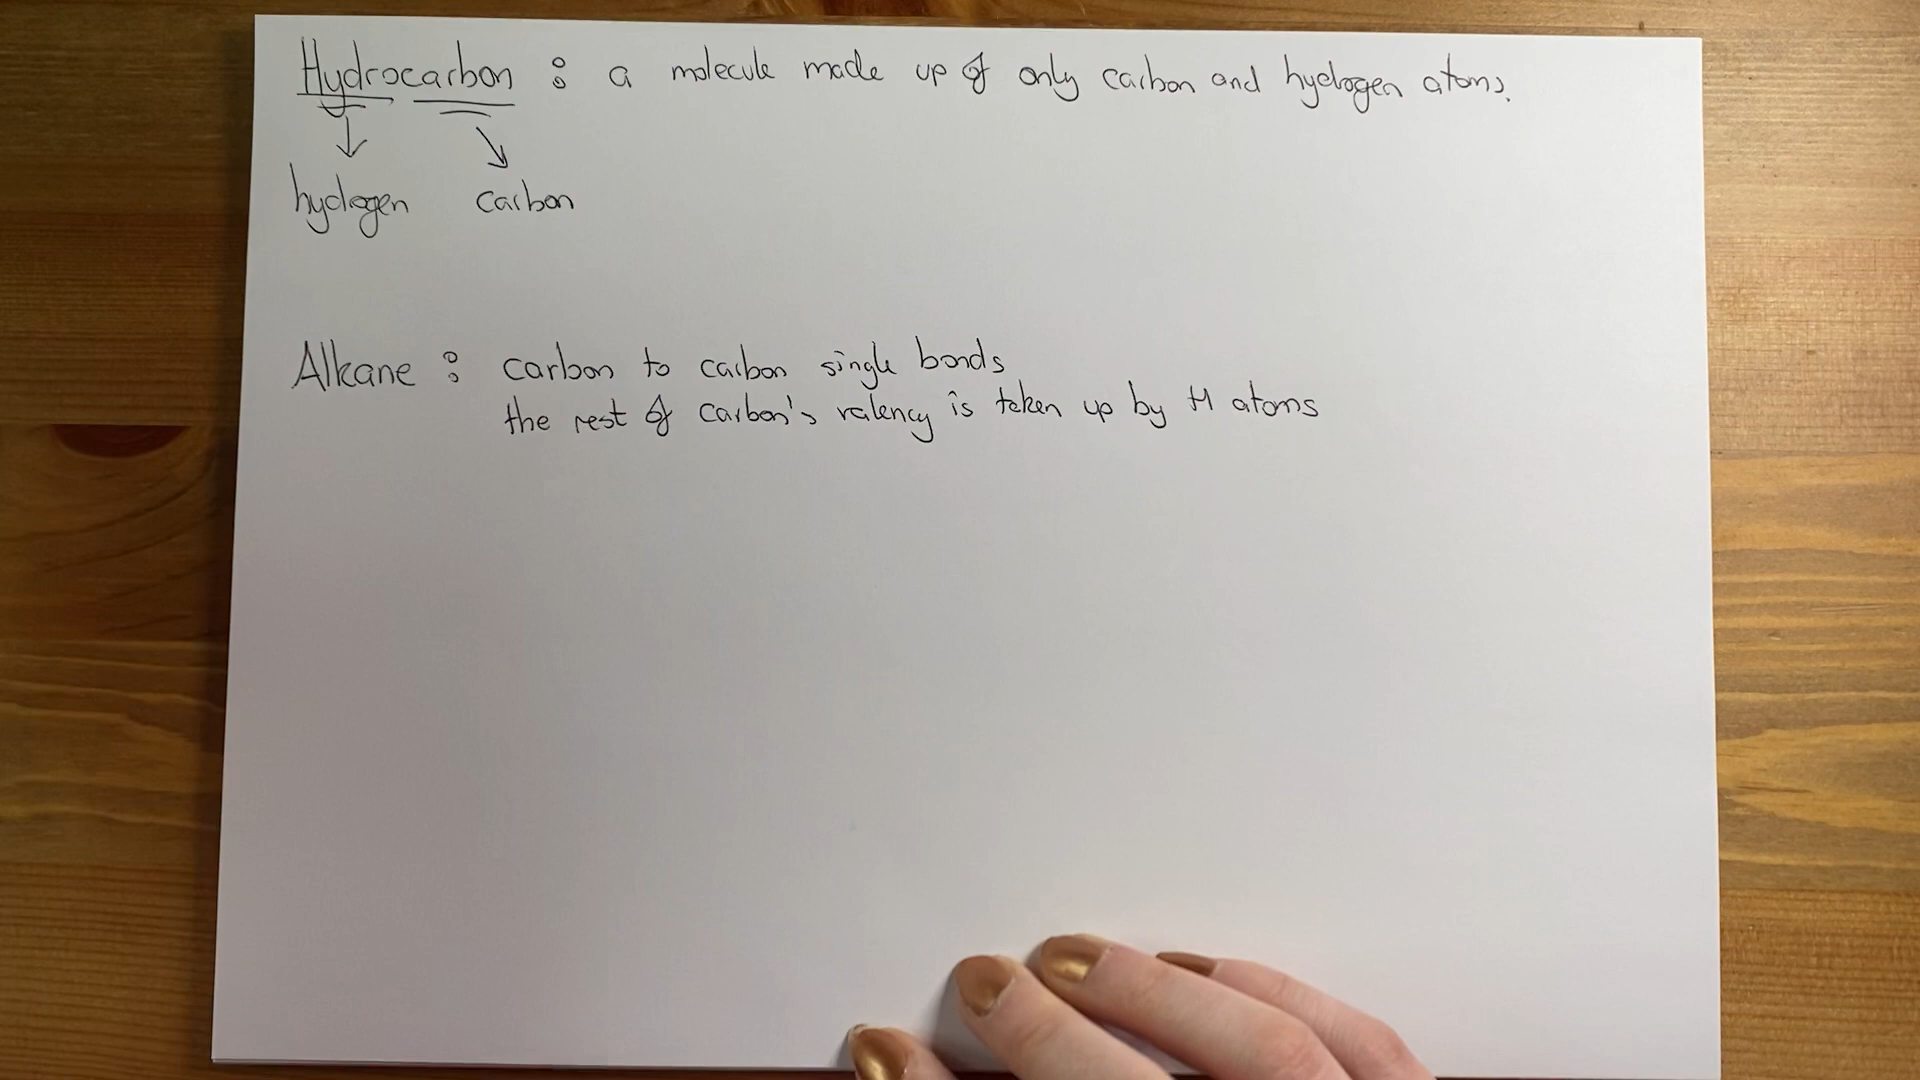 Hydrocarbon : a molecule made up of only carbon and hydrogen atoms.
hydrogen carbon
Alkane : carbon to carbon single bonds
the rest of carbon's valency is taken up by H atoms